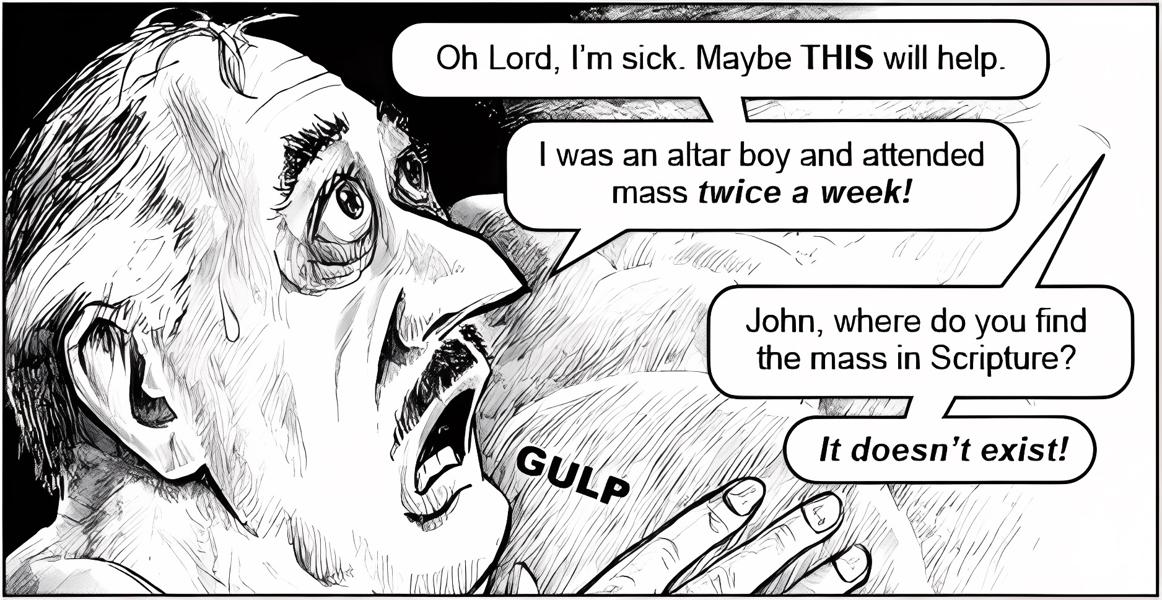 Oh Lord, I'm sick. Maybe THIS will help.
I was an altar boy and attended
mass twice a week!
John, where do you find
the mass in Scripture?
It doesn't exist!
GULP